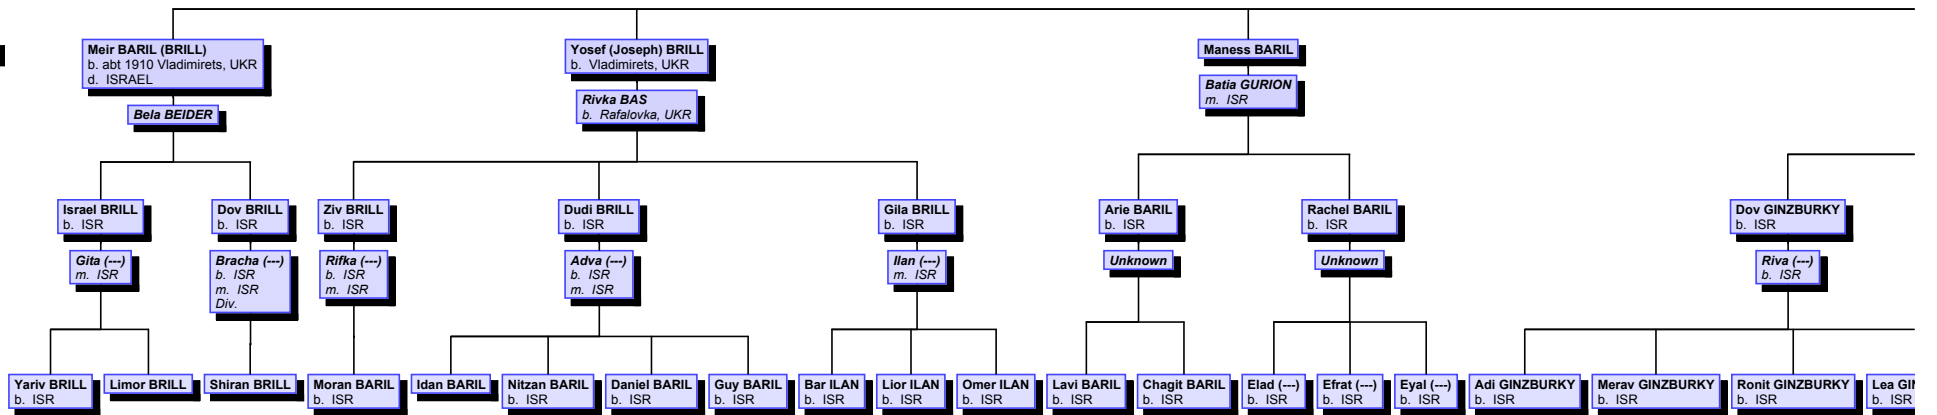 Meir BARIL (BRILL)
b. abt 1910 Vladimirets, UKR
d. ISRAEL
Bela BEIDER
Yosef (Joseph) BRILL
b. Vladimirets, UKR
Rivka BAS
b. Rafalovka, UKR
Maness BARIL
Batia GURION
m. ISR
Israel BRILL
b. ISR
Gita (---)
m. ISR
Dov BRILL
b. ISR
Bracha (---)
b. ISR
m. ISR
Div.
Ziv BRILL
b. ISR
Rifka (---)
b. ISR
m. ISR
Dudi BRILL
b. ISR
Adva (---)
b. ISR
m. ISR
Gila BRILL
b. ISR
Ilan (---)
m. ISR
Arie BARIL
b. ISR
Unknown
Rachel BARIL
b. ISR
Unknown
Dov GINZBURKY
b. ISR
Riva (---)
b. ISR
Yariv BRILL
b. ISR
Limor BRILL
Shiran BRILL
Moran BARIL
b. ISR
Idan BARIL
Nitzan BARIL
b. ISR
Daniel BARIL
b. ISR
Guy BARIL
b. ISR
Bar ILAN
b. ISR
Lior ILAN
b. ISR
Omer ILAN
b. ISR
Lavi BARIL
b. ISR
Chagit BARIL
b. ISR
Elad (---)
b. ISR
Efrat (---)
b. ISR
Eyal (---)
b. ISR
Adi GINZBURKY
b. ISR
Merav GINZBURKY
b. ISR
Ronit GINZBURKY
b. ISR
Lea
b. ISR